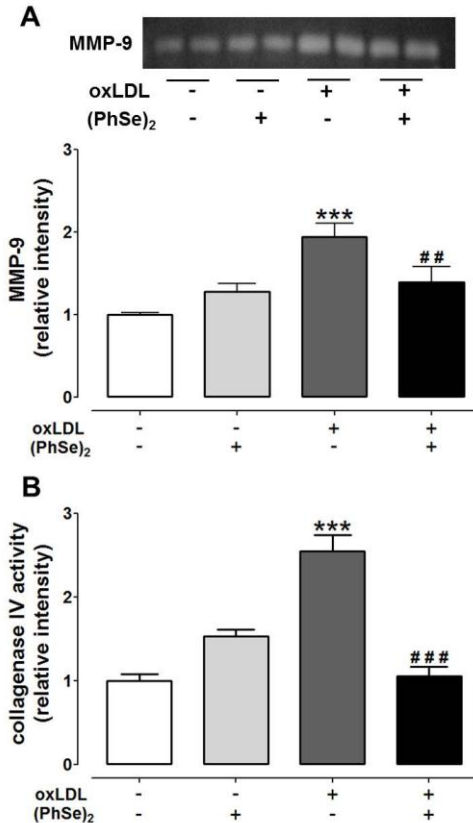 A
MMP-9
oxLDL - - + +
(PhSe)₂ - + - +
MMP-9
(relative intensity)
3
2
1
0
***
##
oxLDL - - + +
(PhSe)₂ - + - +
B
collagenase IV activity
(relative intensity)
3
2
1
0
***
###
oxLDL - - + +
(PhSe)₂ - + - +